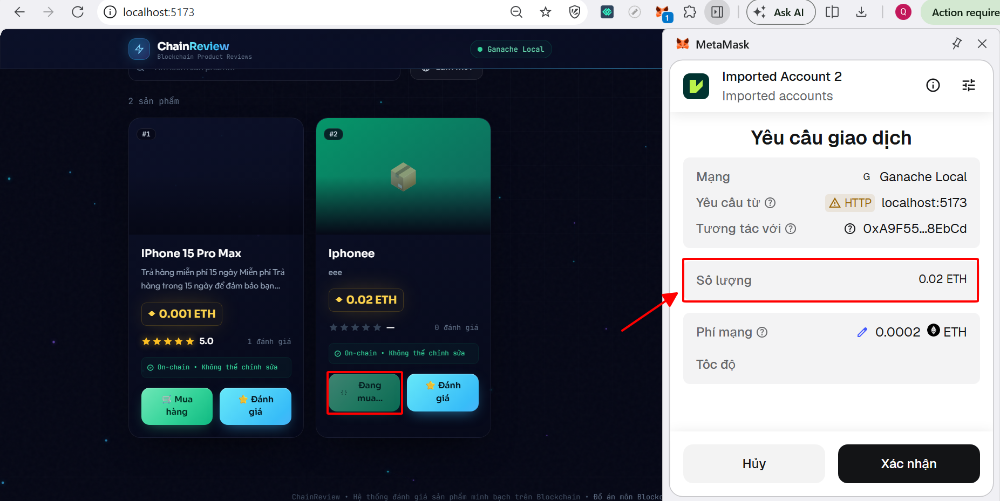 localhost:5173
Ask AI
Q
Action require
1
ChainReview
Blockchain Product Reviews
Ganache Local
2 sản phẩm
#1
IPhone 15 Pro Max
Trả hàng miễn phí 15 ngày Miễn phí Trả
hàng trong 15 ngày để đảm bảo bạn...
0.001 ETH
5.0
1 đánh giá
On-chain • Không thể chỉnh sửa
Mua
hàng
Đánh
giá
#2
Iphonee
eee
0.02 ETH
—
0 đánh giá
On-chain • Không thể chỉnh sửa
Đang
mua...
Đánh
giá
ChainReview • Hệ thống đánh giá sản phẩm minh bạch trên Blockchain • Đồ án môn Blockc
MetaMask
Imported Account 2
Imported accounts
Yêu cầu giao dịch
Mạng
G Ganache Local
Yêu cầu từ
HTTP localhost:5173
Tương tác với
0xA9F55...8EbCd
Số lượng
0.02 ETH
Phí mạng
0.0002 ETH
Tốc độ
Hủy
Xác nhận